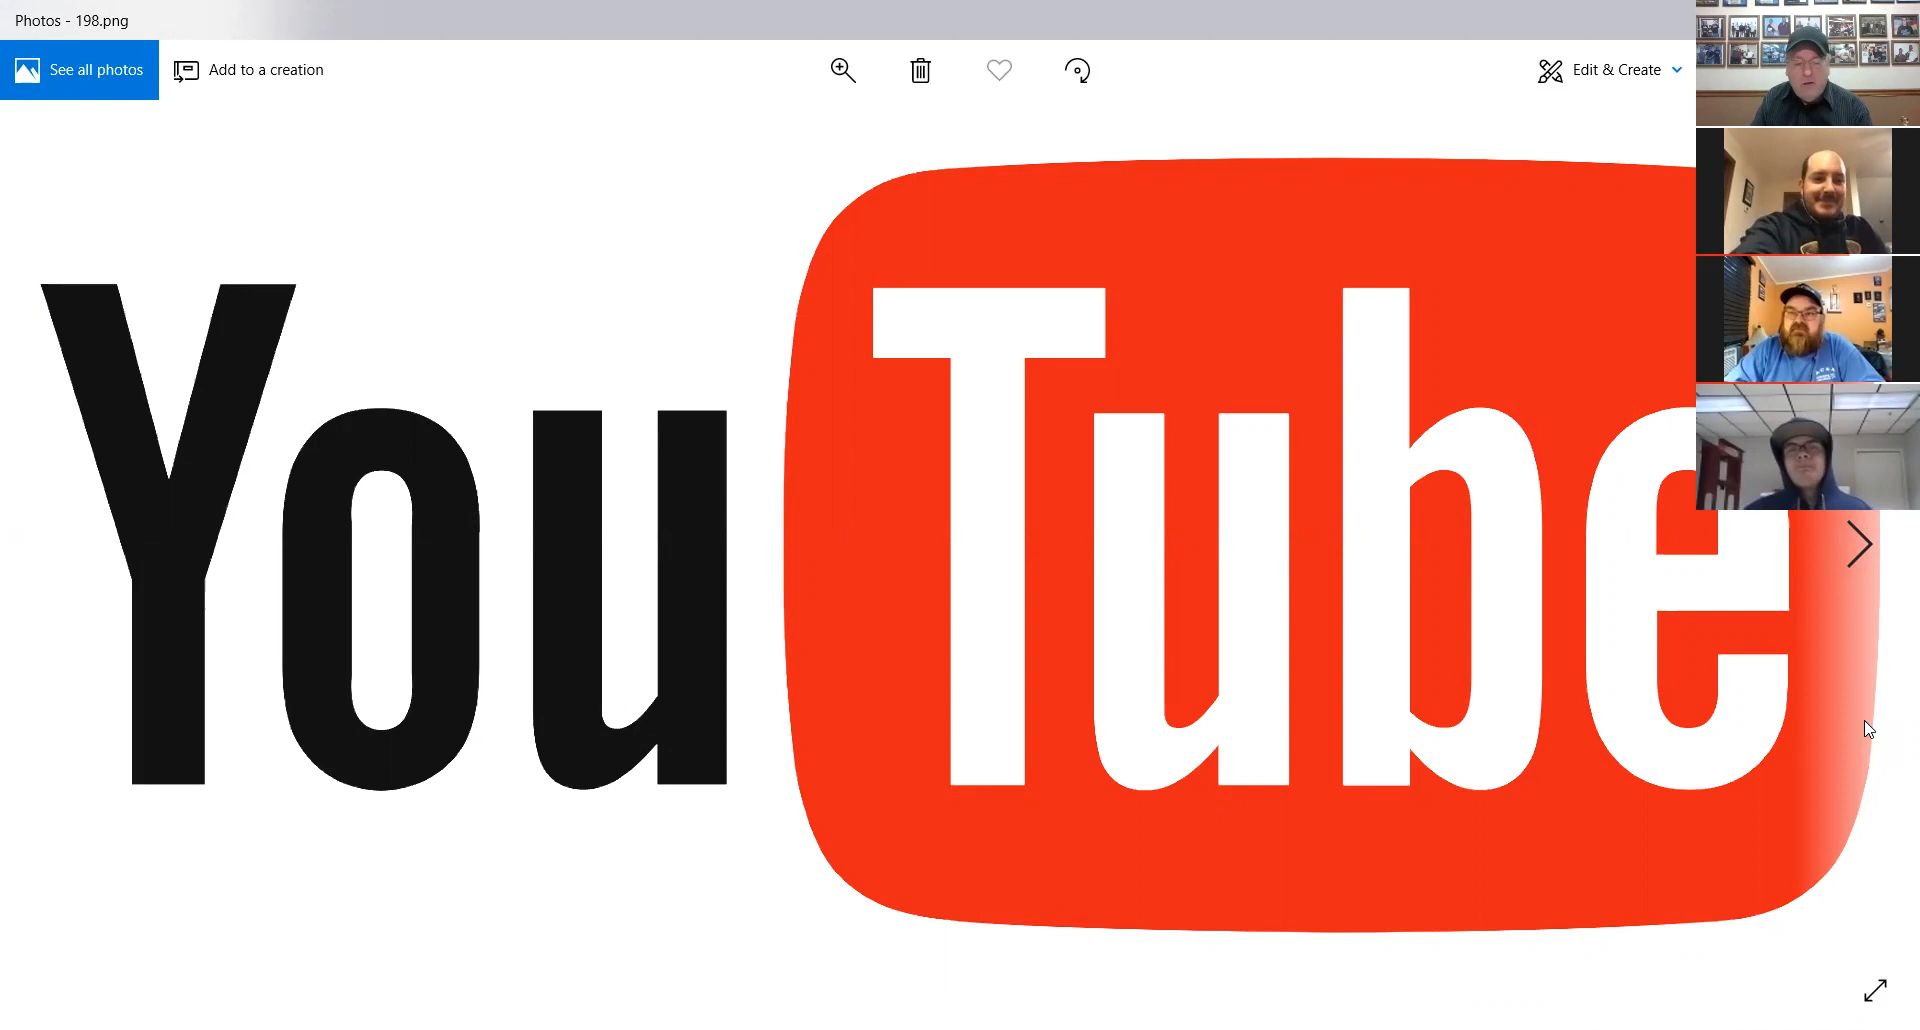 Photos - 198.png
See all photos
Add to a creation
Edit & Create
YouTube